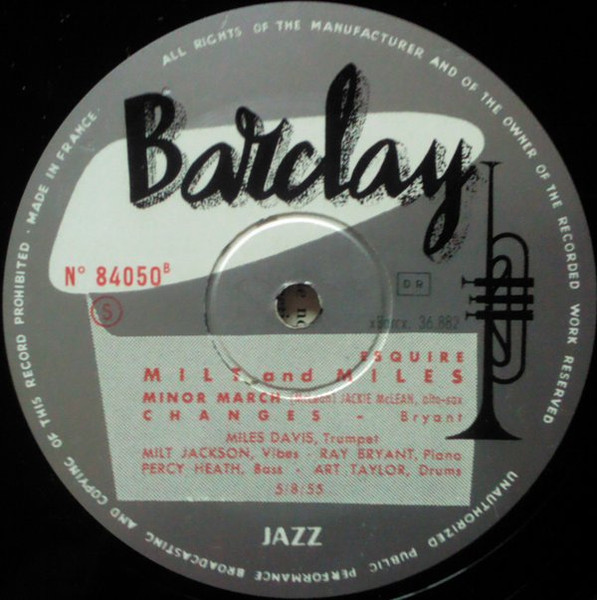 ALL RIGHTS OF THE MANUFACTURER AND OF THE OWNER OF THE RECORDED WORK RESERVED
UNAUTHORIZED PUBLIC PERFORMANCE BROADCASTING AND COPYING OF THIS RECORD PROHIBITED · MADE IN FRANCE ·
Barclay
N° 84050ᴮ
S
36.882
ESQUIRE
MILT and MILES
MINOR MARCH JACKIE McLEAN, alto-sax
CHANGES - Bryant
MILES DAVIS, Trumpet
MILT JACKSON, Vibes - RAY BRYANT, Piano
PERCY HEATH, Bass - ART TAYLOR, Drums
5/8/55
JAZZ